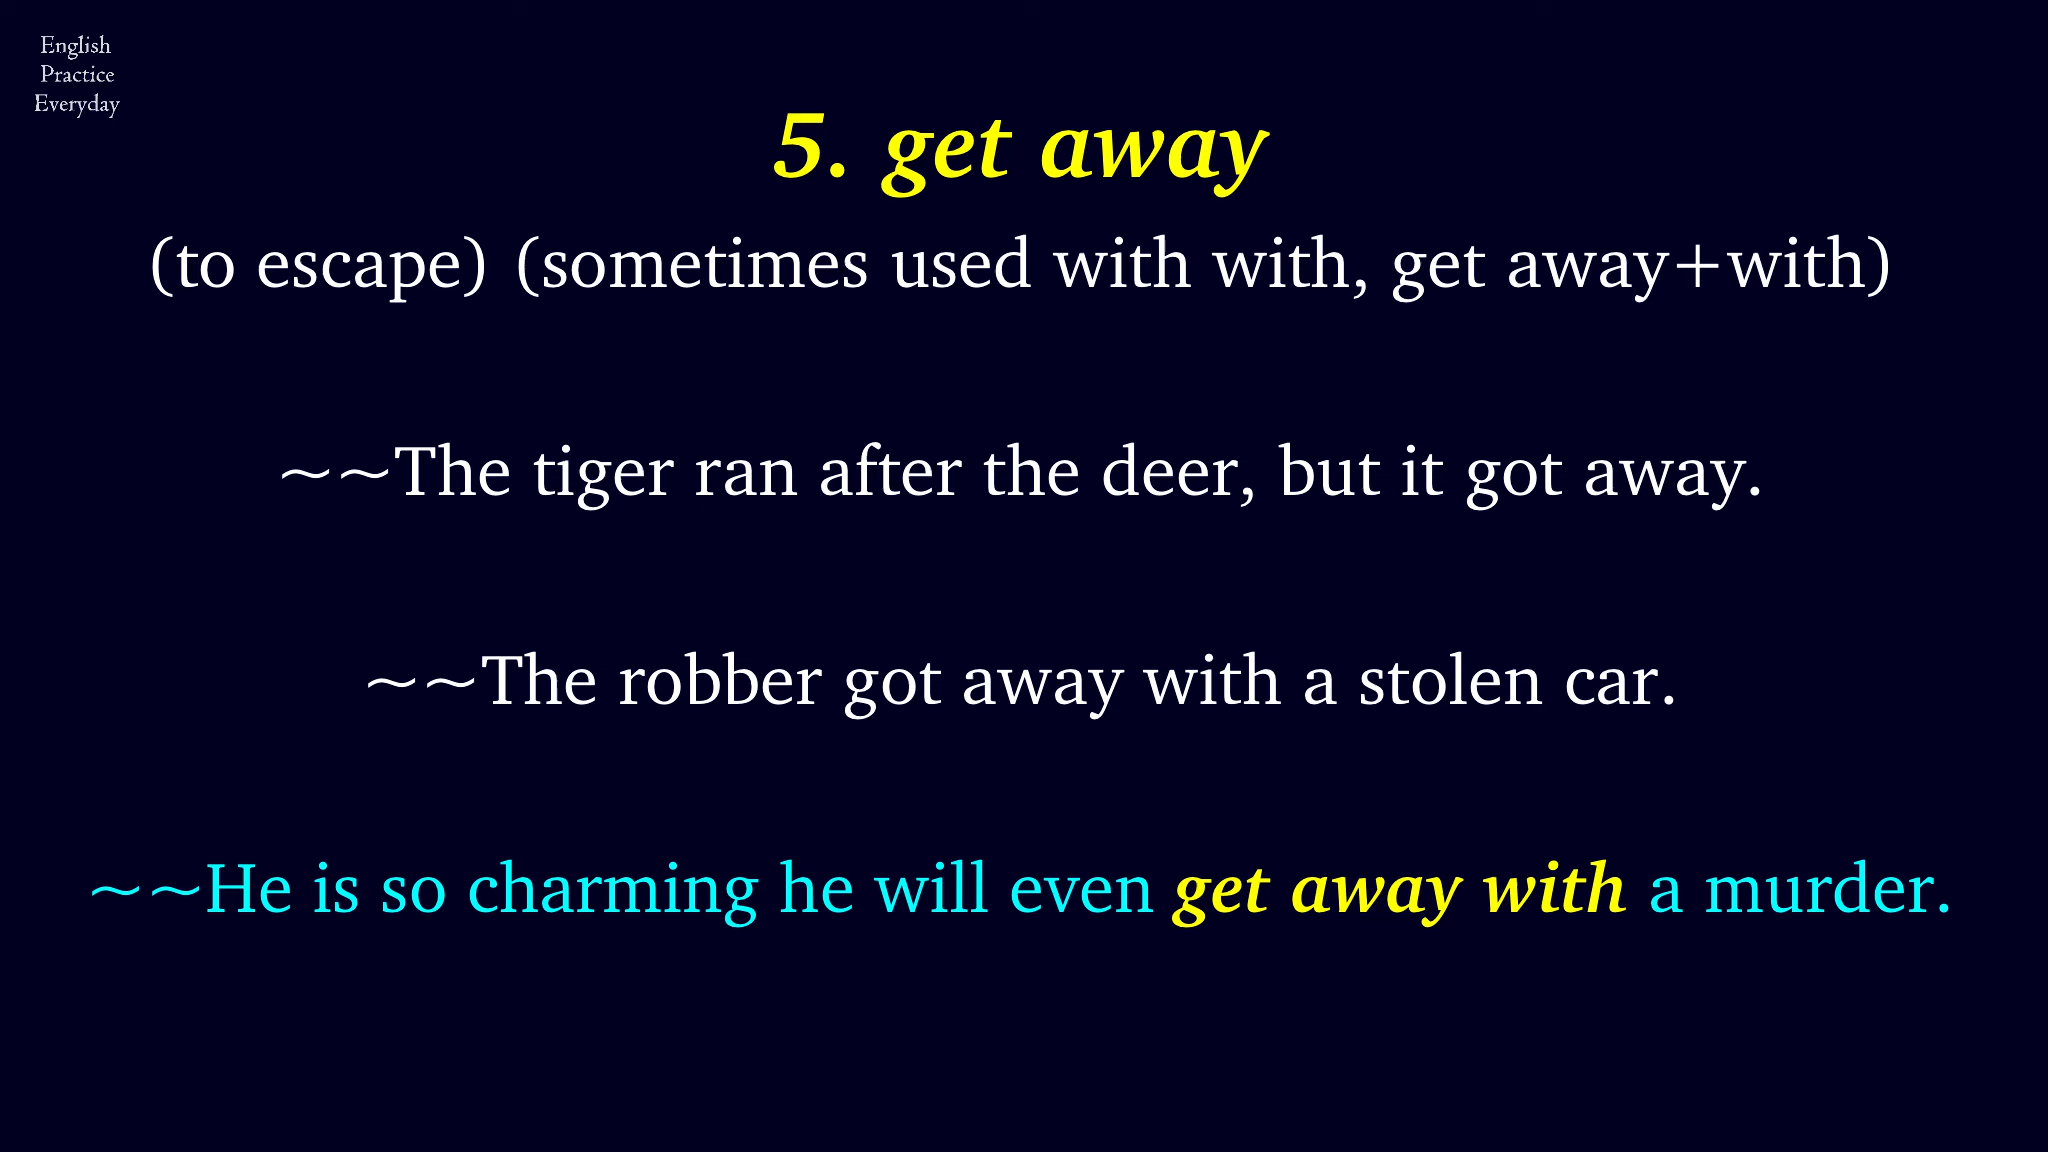 English
Practice
Everyday
5. get away
(to escape) (sometimes used with with, get away+with)
~~The tiger ran after the deer, but it got away.
~~The robber got away with a stolen car.
~~He is so charming he will even get away with a murder.